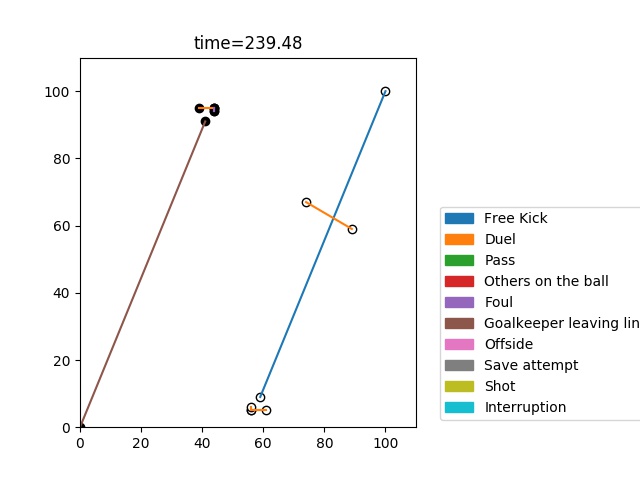 time=239.48
100
80
60
40
20
0
0 20 40 60 80 100
Free Kick
Duel
Pass
Others on the ball
Foul
Goalkeeper leaving lin
Offside
Save attempt
Shot
Interruption